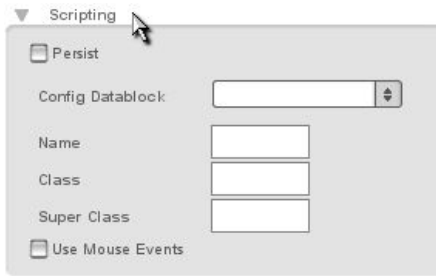 Scripting
Persist
Config Datablock
Name
Class
Super Class
Use Mouse Events